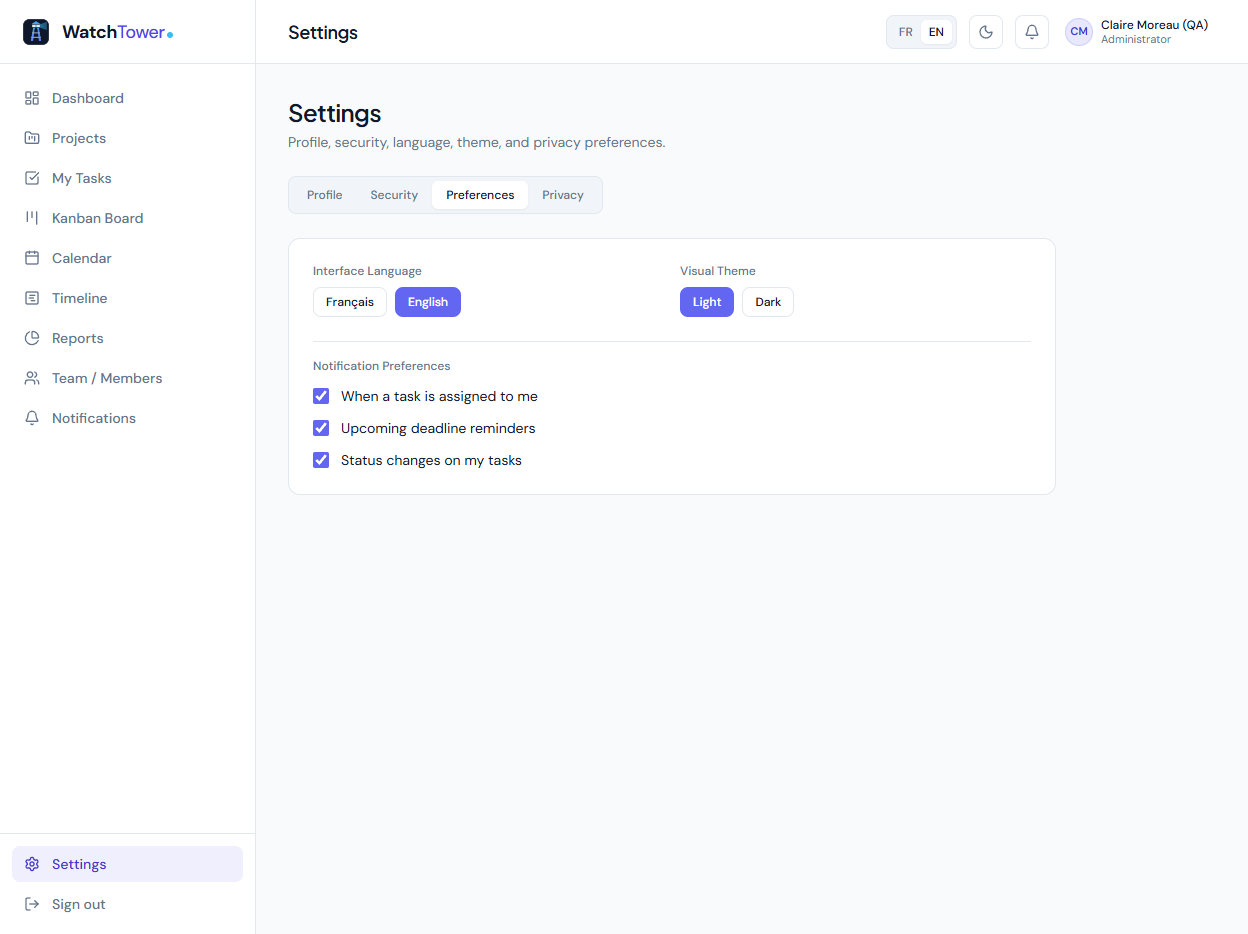 WatchTower
Settings
FR EN
CM
Claire Moreau (QA)
Administrator
Dashboard
Projects
My Tasks
Kanban Board
Calendar
Timeline
Reports
Team / Members
Notifications
Settings
Sign out
Settings
Profile, security, language, theme, and privacy preferences.
Profile Security Preferences Privacy
Interface Language
Français English
Visual Theme
Light Dark
Notification Preferences
When a task is assigned to me
Upcoming deadline reminders
Status changes on my tasks